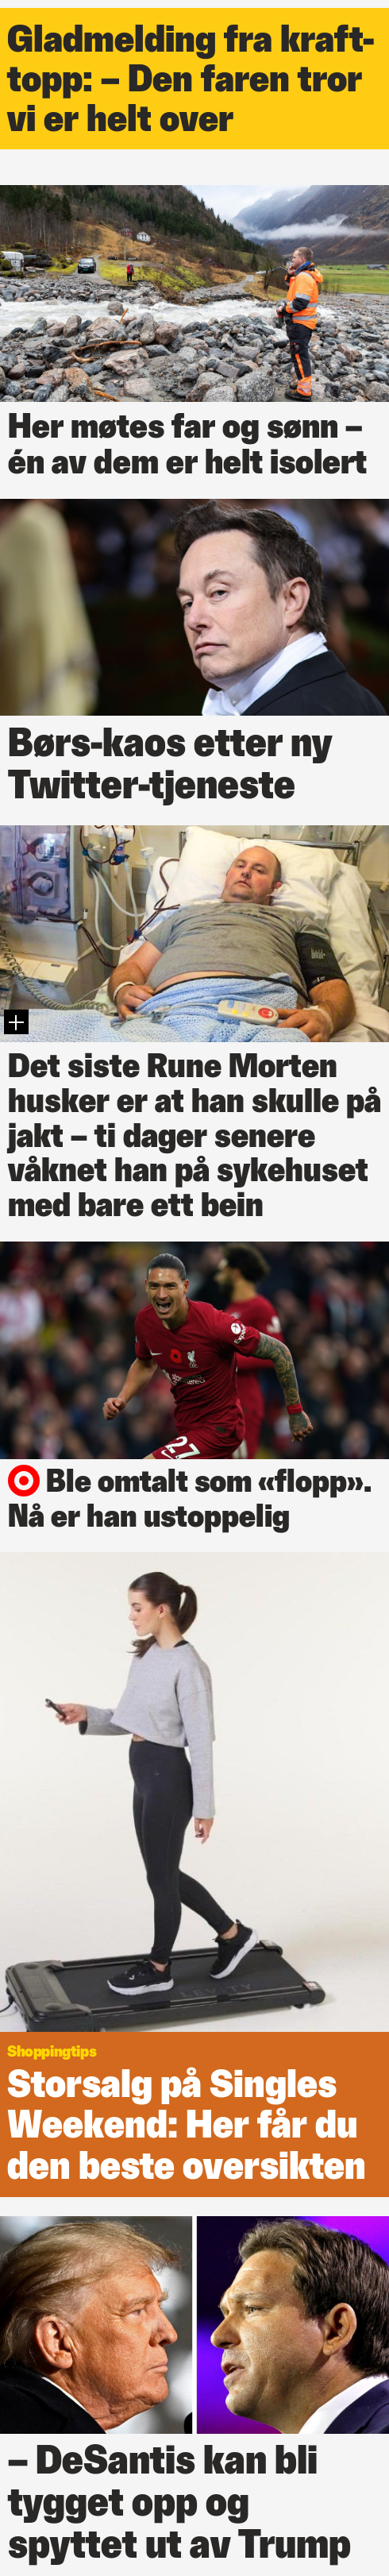 Gladmelding fra kraft-
topp: – Den faren tror
vi er helt over
Her møtes far og sønn –
én av dem er helt isolert
Børs-kaos etter ny
Twitter-tjeneste
Det siste Rune Morten
husker er at han skulle på
jakt – ti dager senere
våknet han på sykehuset
med bare ett bein
27
Ble omtalt som «flopp».
Nå er han ustoppelig
Shoppingtips
Storsalg på Singles
Weekend: Her får du
den beste oversikten
– DeSantis kan bli
tygget opp og
spyttet ut av Trump